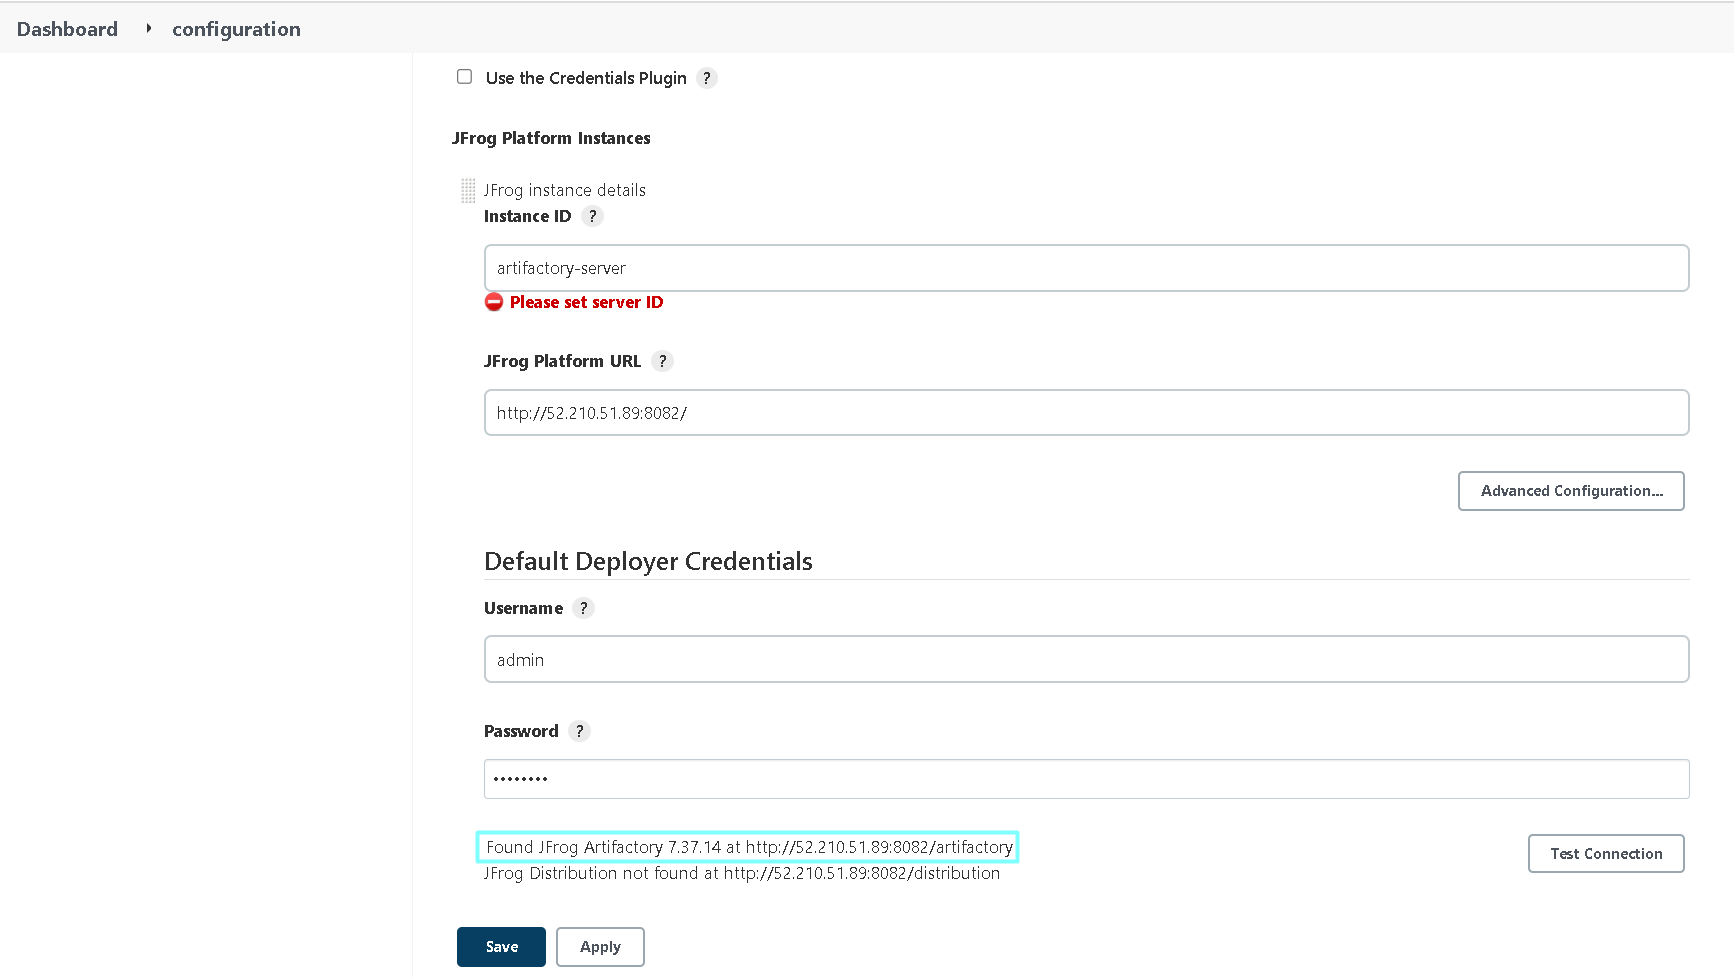 Dashboard configuration
Use the Credentials Plugin ?
JFrog Platform Instances
JFrog instance details
Instance ID ?
artifactory-server
Please set server ID
JFrog Platform URL ?
http://52.210.51.89:8082/
Advanced Configuration...
Default Deployer Credentials
Username ?
admin
Password ?
••••••••
Found JFrog Artifactory 7.37.14 at http://52.210.51.89:8082/artifactory
JFrog Distribution not found at http://52.210.51.89:8082/distribution
Test Connection
Save Apply